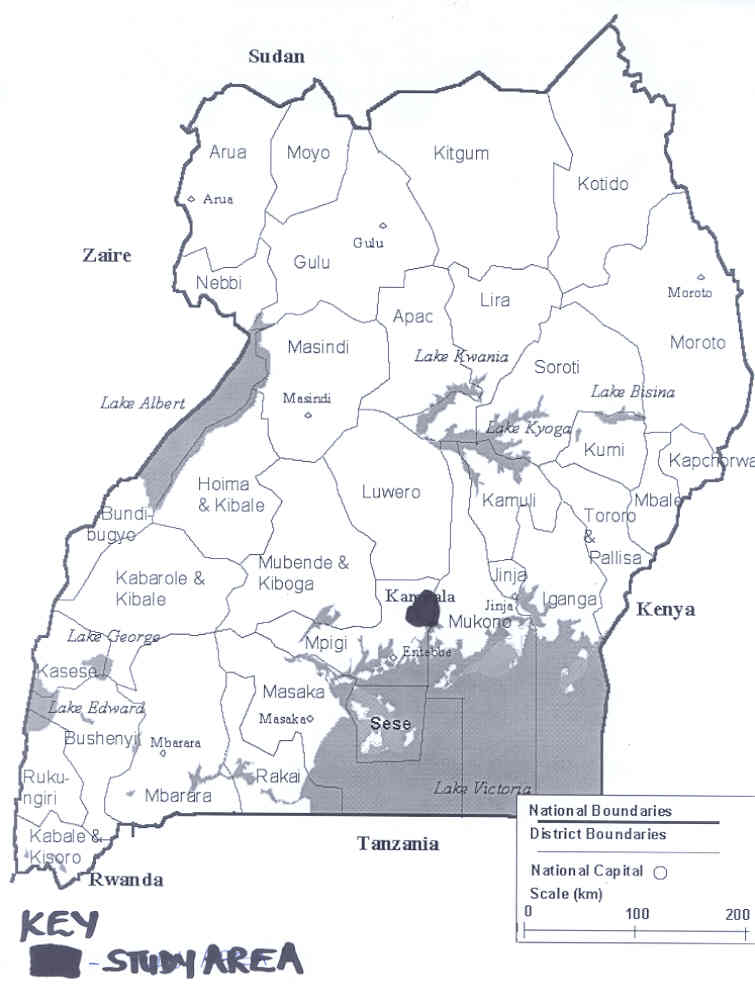 Sudan
Arua
Moyo
Kitgum
Kotido
Arua
Gulu
Zaire
Gulu
Nebbi
Moroto
Lira
Apac
Moroto
Masindi
Lake Kwania
Soroti
Lake Albert
Masindi
Lake Bisina
Lake Kyoga
Kumi
Kapchorwa
Hoima
& Kibale
Luwero
Kamuli
Mbale
Bundi-
bugyo
Tororo
&
Pallisa
Mubende &
Kiboga
Kabarole &
Kibale
Jinja
Kampala
Jinja
Iganga
Kenya
Mukono
Lake George
Mpigi
Entebbe
Kasese
Masaka
Lake Edward
Masaka
Sese
Bushenyi
Mbarara
Ruku-
ngiri
Rakai
Lake Victoria
Mbarara
National Boundaries
District Boundaries
Kabale &
Kisoro
Tanzania
National Capital
Rwanda
Scale (km)
0 100 200
KEY
- STUDY AREA